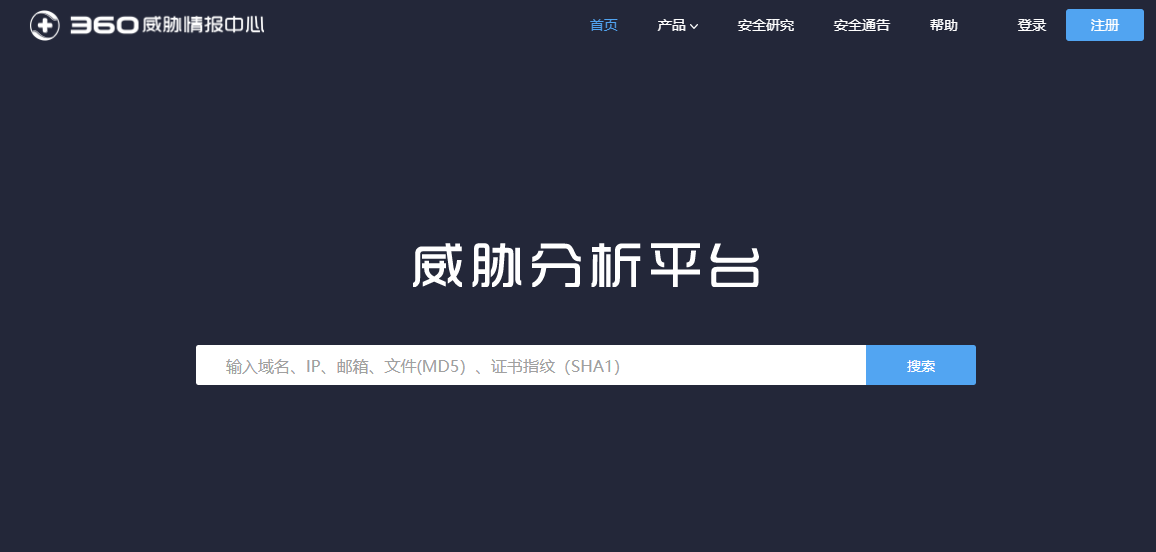 360威胁情报中心 首页 产品 安全研究 安全通告 帮助 登录 注册
威胁分析平台
输入域名、IP、邮箱、文件(MD5）、证书指纹（SHA1） 搜索